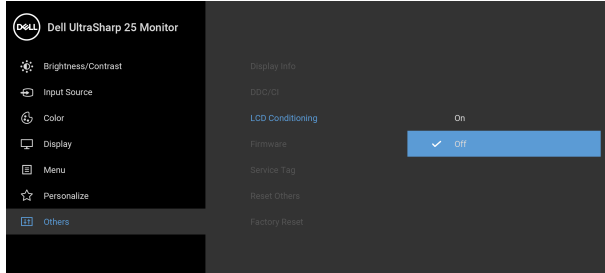 DELL Dell UltraSharp 25 Monitor
Brightness/Contrast
Input Source
Color
Display
Menu
Personalize
Others
Display Info
DDC/CI
LCD Conditioning
Firmware
Service Tag
Reset Others
Factory Reset
On
Off